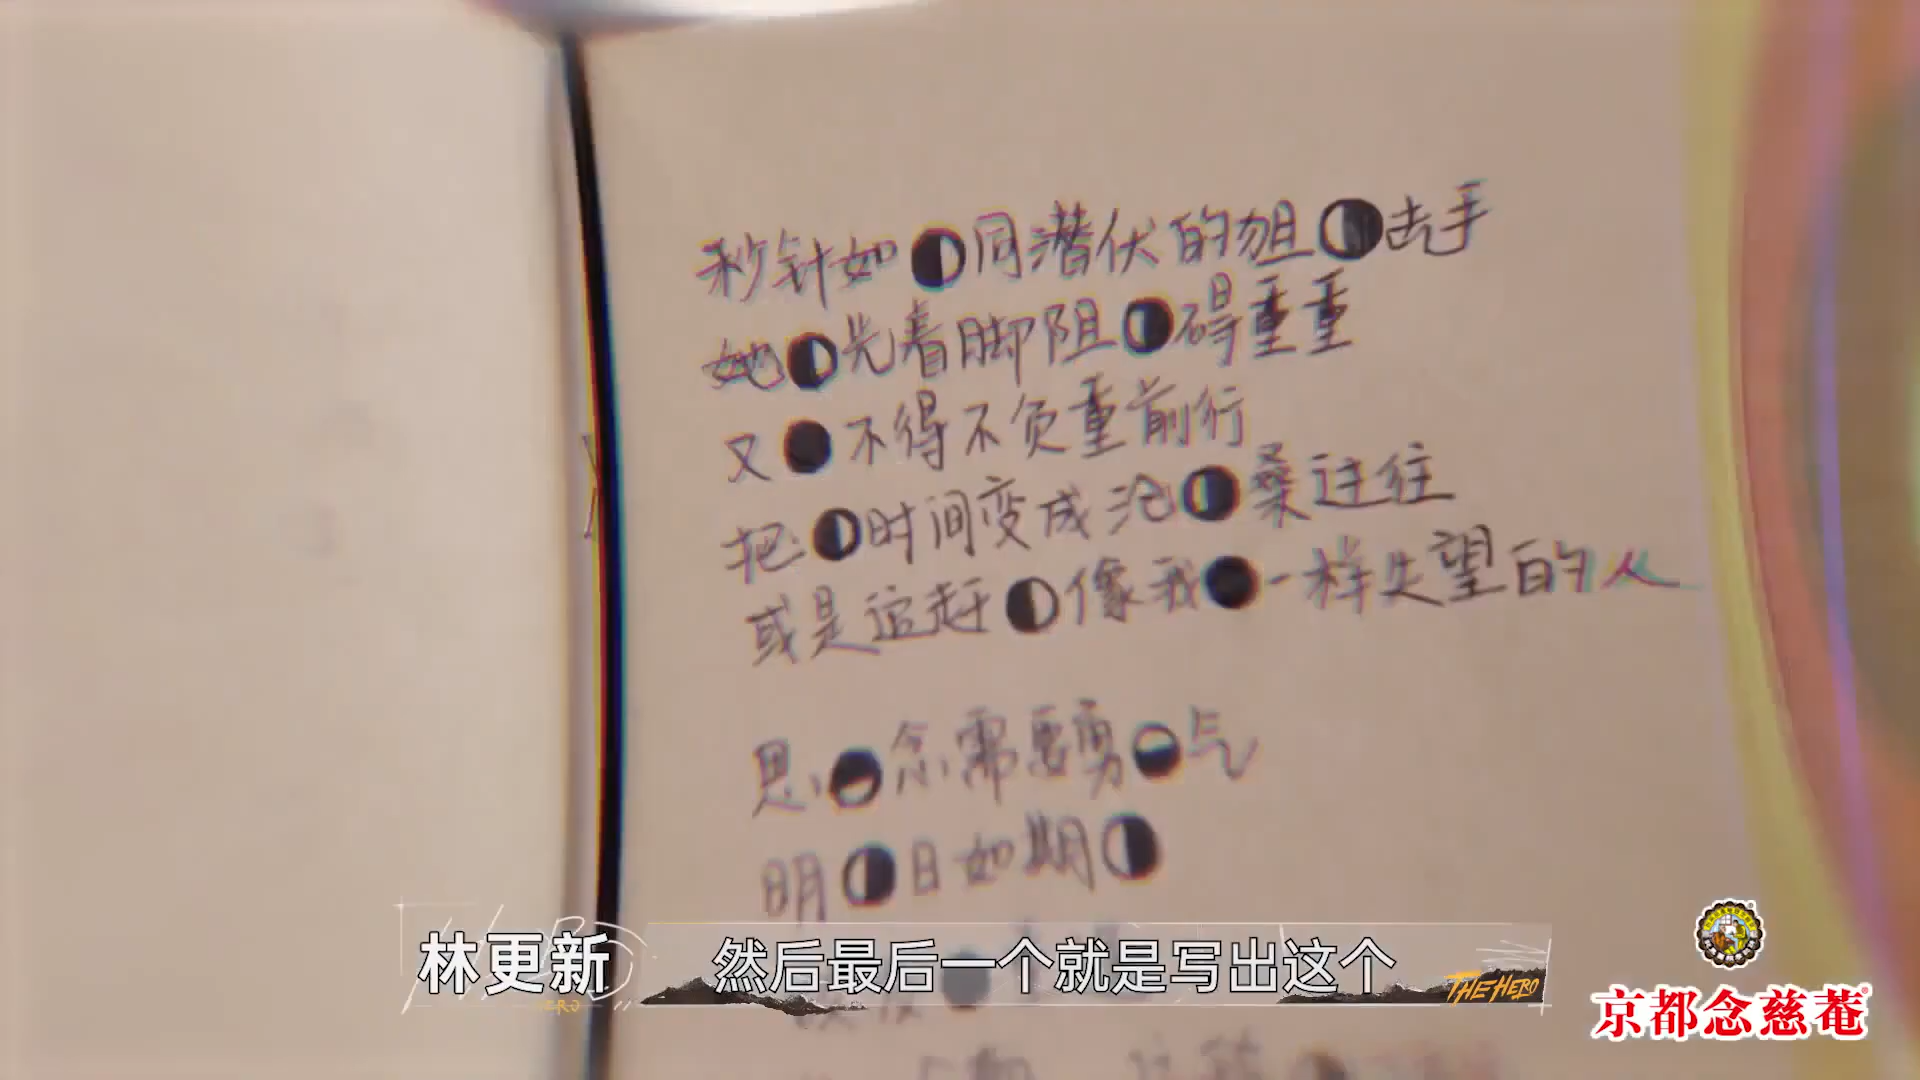 秒针如◐同潜伏的狙◐击手
她◐光着脚阻◐碍重重
又●不得不负重前行
把◐时间变成沧◐桑过往
或是追赶◐像我●一样失望的人
思◓念需要勇◒气
明◑日如期◑
林更新 然后最后一个就是写出这个
THE HERO
京都念慈菴